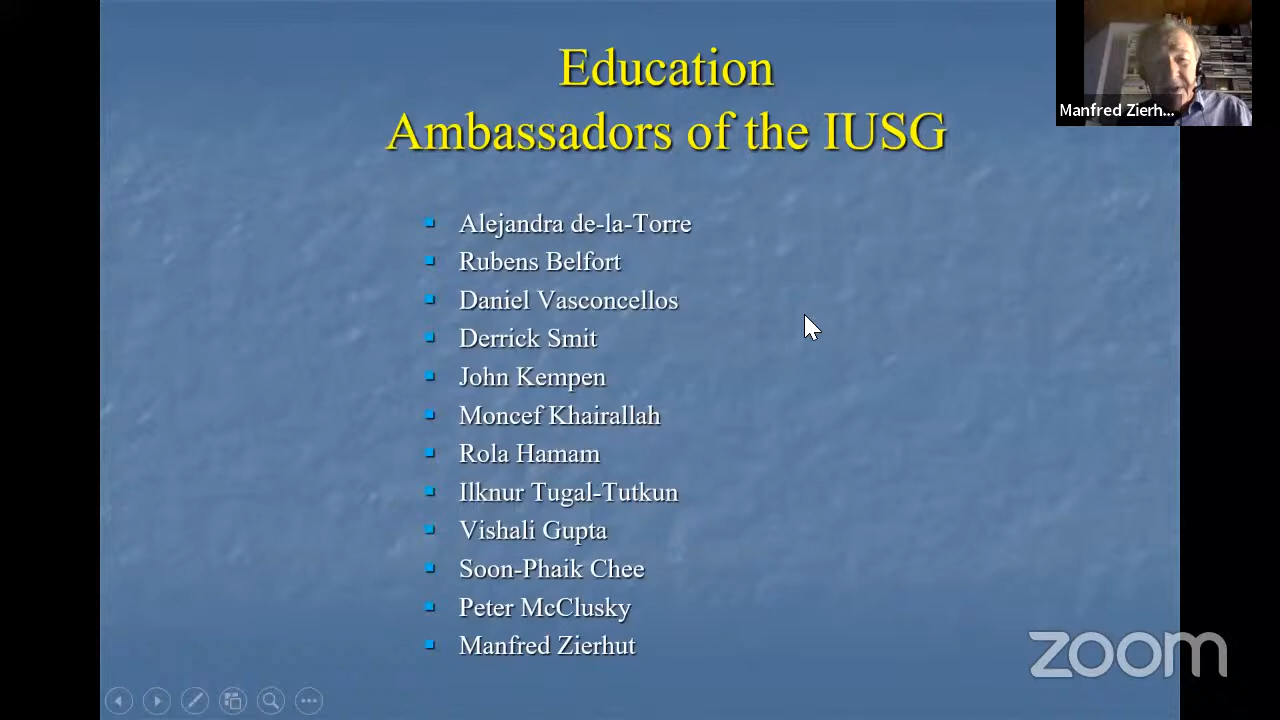 Education
Ambassadors of the IUSG
Manfred Zierh...
Alejandra de-la-Torre
Rubens Belfort
Daniel Vasconcellos
Derrick Smit
John Kempen
Moncef Khairallah
Rola Hamam
Ilknur Tugal-Tutkun
Vishali Gupta
Soon-Phaik Chee
Peter McClusky
Manfred Zierhut
zoom